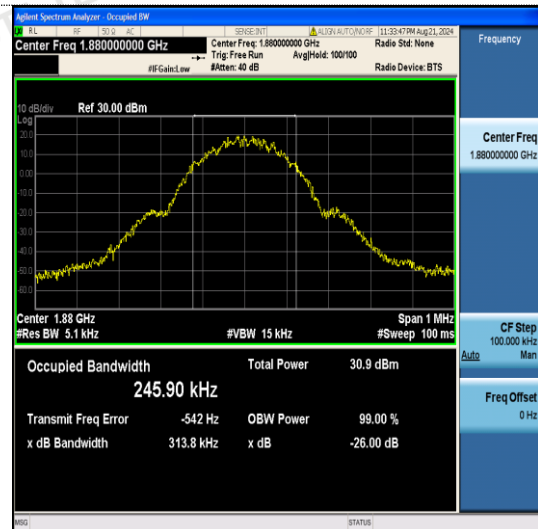 Agilent Spectrum Analyzer - Occupied BW
RL RF 50 Ω AC SENSE:INT ALIGN AUTO/NO RF 11:33:47 PM Aug 21, 2024
Center Freq 1.880000000 GHz
Center Freq: 1.880000000 GHz Radio Std: None
Trig: Free Run Avg|Hold: 100/100
#IFGain:Low #Atten: 40 dB Radio Device: BTS
10 dB/div Ref 30.00 dBm
Log
20.0
10.0
0.00
-10.0
-20.0
-30.0
-40.0
-50.0
-60.0
Center 1.88 GHz Span 1 MHz
#Res BW 5.1 kHz #VBW 15 kHz #Sweep 100 ms
Occupied Bandwidth Total Power 30.9 dBm
245.90 kHz
Transmit Freq Error -542 Hz OBW Power 99.00 %
x dB Bandwidth 313.8 kHz x dB -26.00 dB
MSG STATUS
Frequency
Center Freq
1.880000000 GHz
CF Step
100.000 kHz
Auto Man
Freq Offset
0 Hz